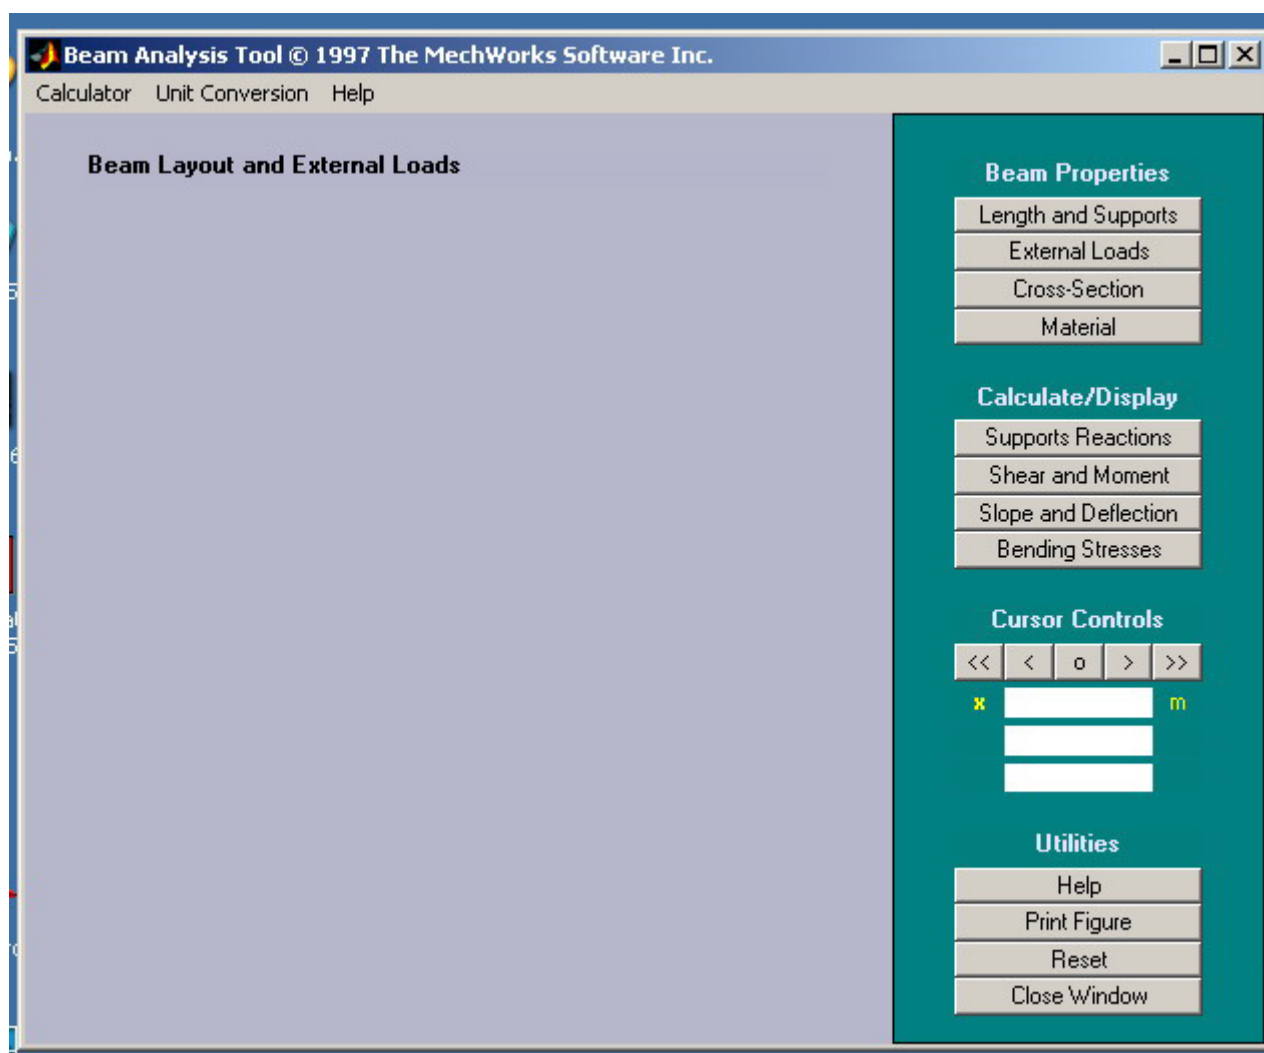 Beam Analysis Tool © 1997 The MechWorks Software Inc.
Calculator Unit Conversion Help
Beam Layout and External Loads
Beam Properties
Length and Supports
External Loads
Cross-Section
Material
Calculate/Display
Supports Reactions
Shear and Moment
Slope and Deflection
Bending Stresses
Cursor Controls
<< < o > >>
x m
Utilities
Help
Print Figure
Reset
Close Window